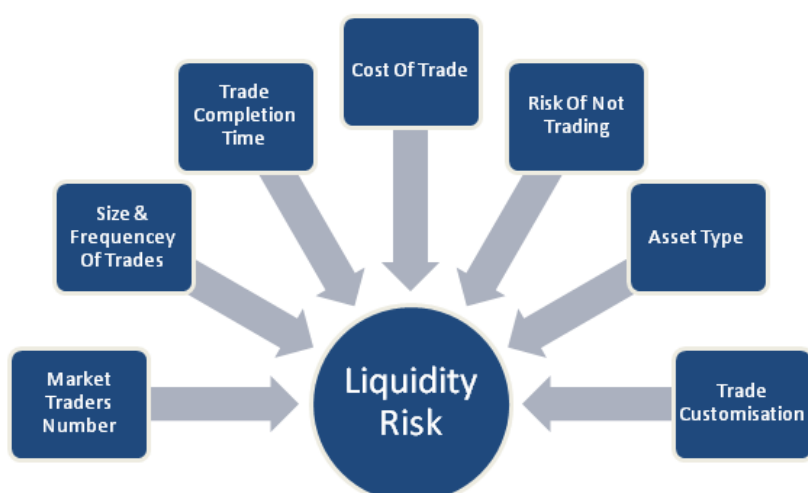 Cost Of Trade
Trade
Completion
Time
Risk Of Not
Trading
Size &
Frequencey
Of Trades
Asset Type
Market
Traders
Number
Liquidity
Risk
Trade
Customisation